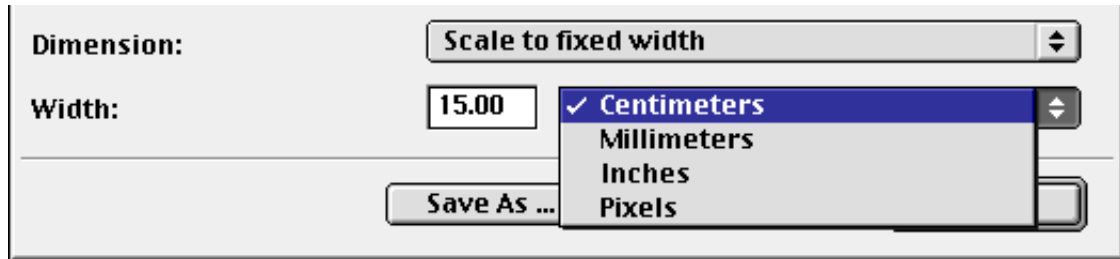 Dimension: Scale to fixed width
Width: 15.00 ✓ Centimeters
Millimeters
Inches
Save As ... Pixels